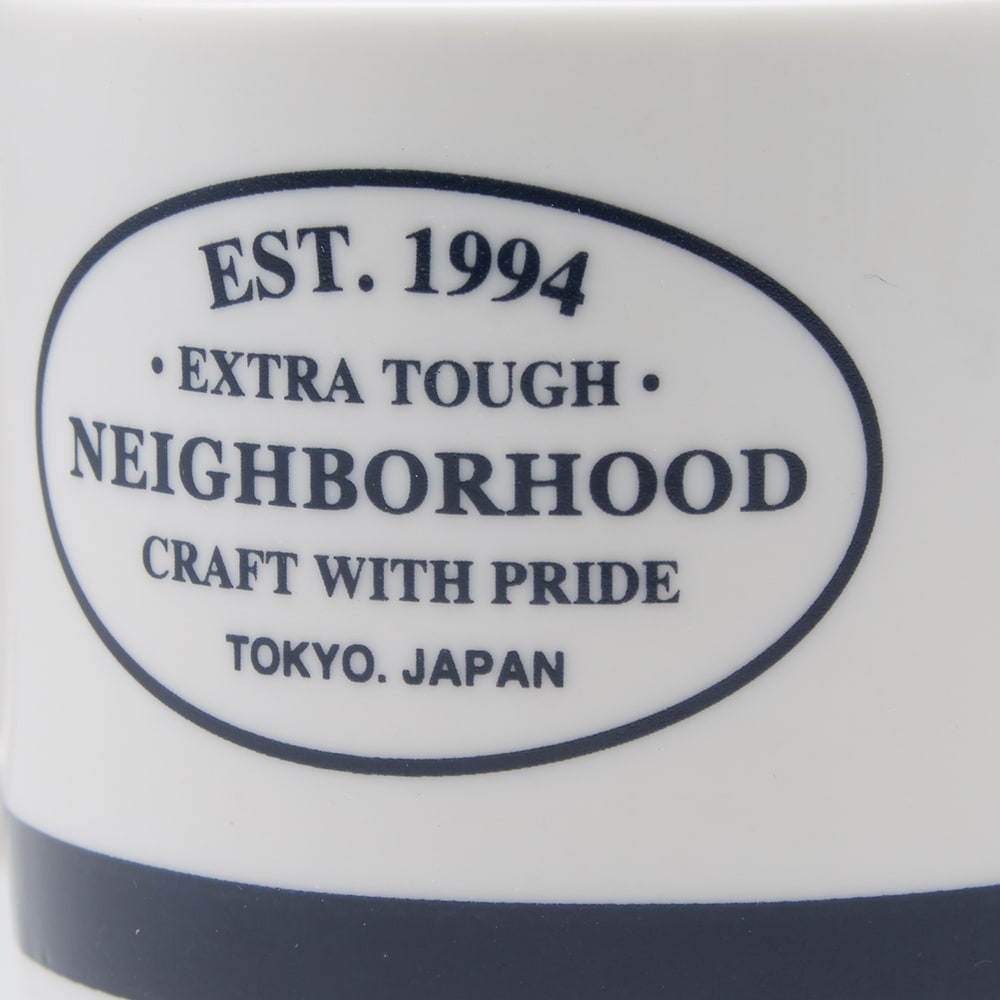 EST. 1994
• EXTRA TOUGH •
NEIGHBORHOOD
CRAFT WITH PRIDE
TOKYO. JAPAN